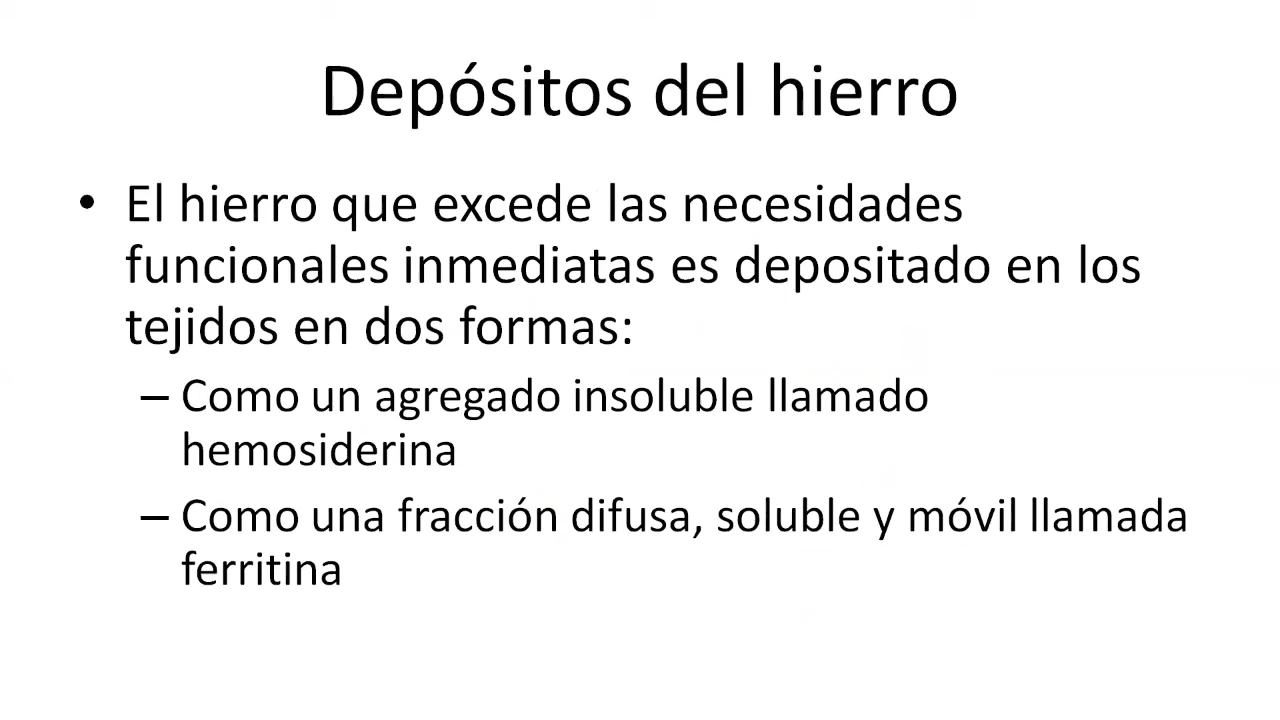 Depósitos del hierro
• El hierro que excede las necesidades
funcionales inmediatas es depositado en los
tejidos en dos formas:
– Como un agregado insoluble llamado
hemosiderina
– Como una fracción difusa, soluble y móvil llamada
ferritina